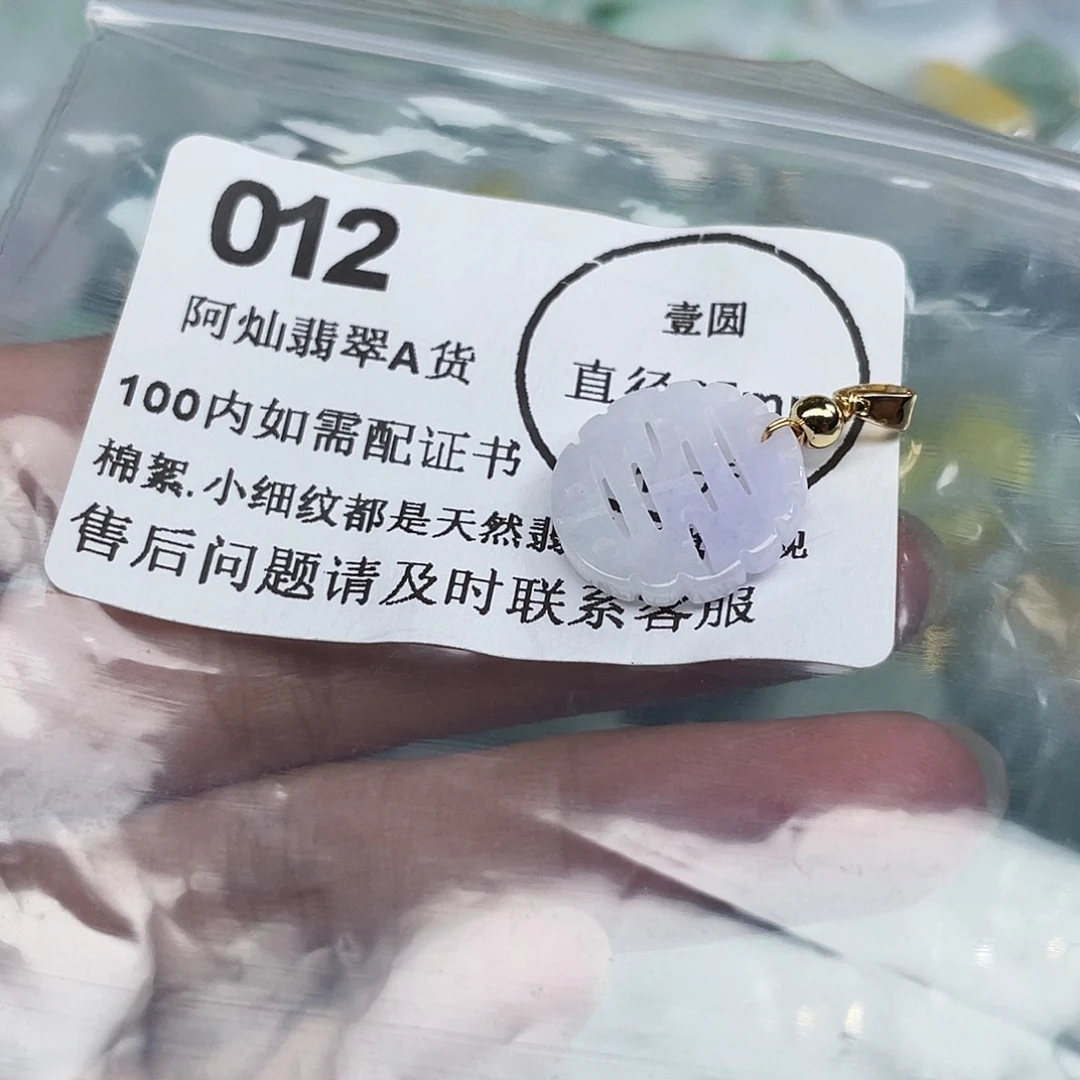 012
阿灿翡翠A货
壹圆
直径
100内如需配证书
棉絮.小细纹都是天然翡
售后问题请及时联系客服